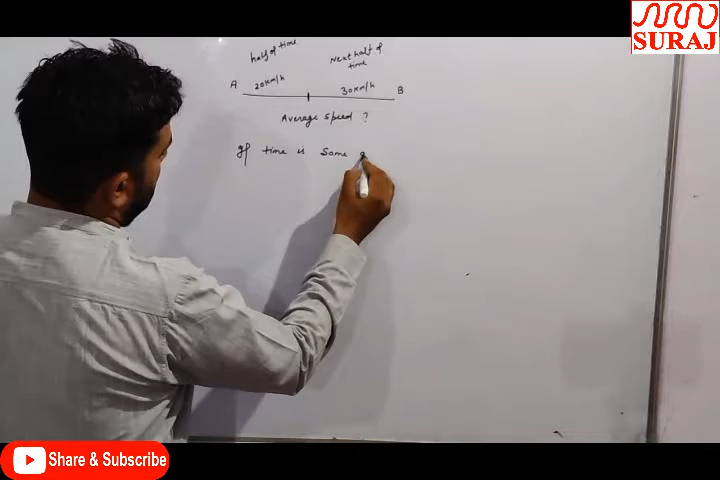 SURAJ
half of time
Next half of
time
A 20km/h 30km/h B
Average Speed ?
If time is Same
Share & Subscribe